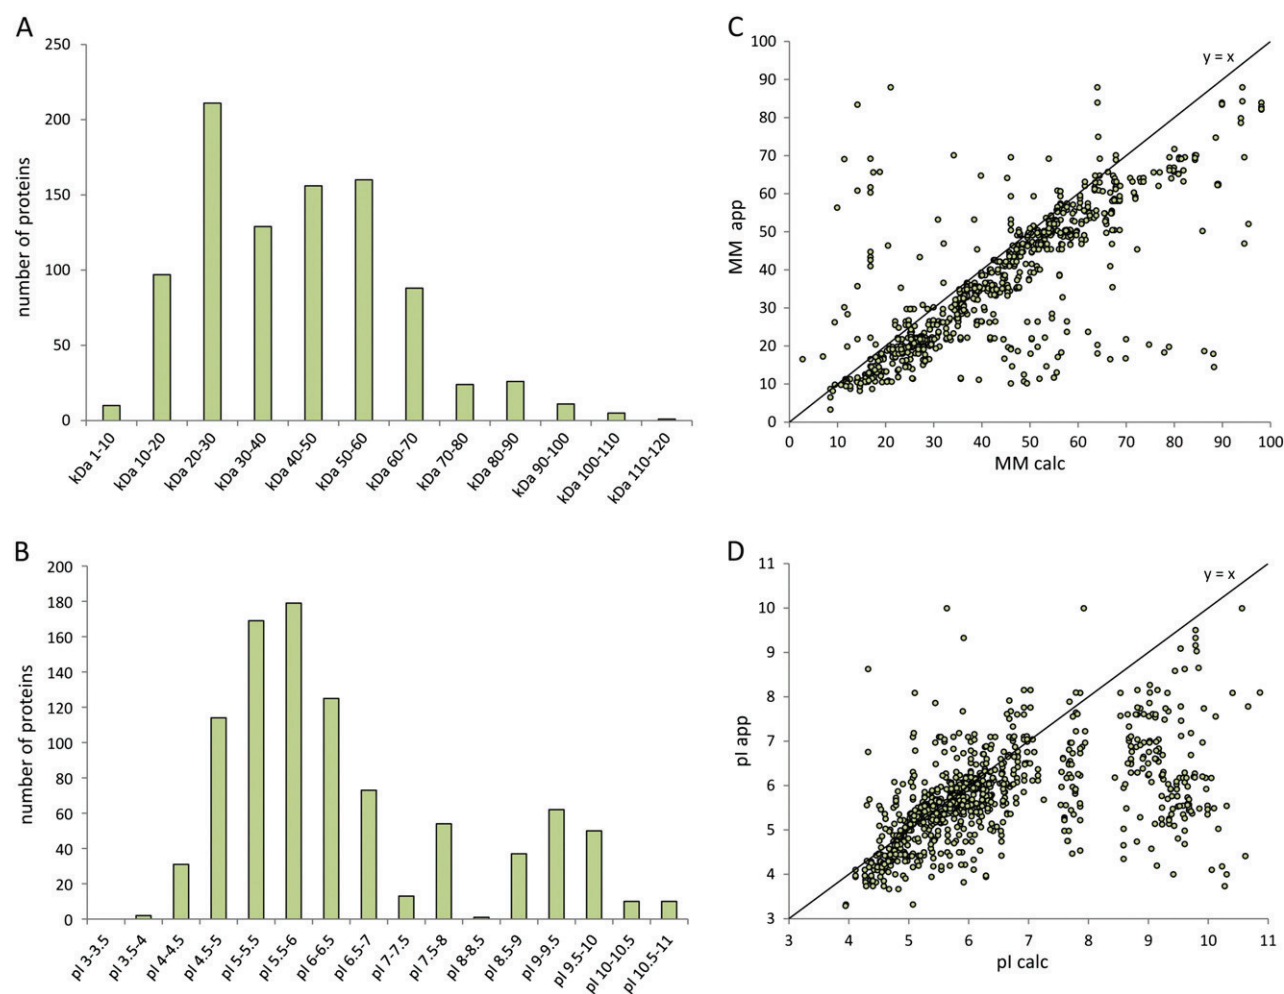 A
250
200
150
100
50
0
number of proteins
kDa 1-10
kDa 10-20
kDa 20-30
kDa 30-40
kDa 40-50
kDa 50-60
kDa 60-70
kDa 70-80
kDa 80-90
kDa 90-100
kDa 100-110
kDa 110-120
C
100
90
80
70
60
50
40
30
20
10
0
MM app
y = x
0 10 20 30 40 50 60 70 80 90 100
MM calc
B
200
180
160
140
120
100
80
60
40
20
0
number of proteins
pI 3-3.5
pI 3.5-4
pI 4-4.5
pI 4.5-5
pI 5-5.5
pI 5.5-6
pI 6-6.5
pI 6.5-7
pI 7-7.5
pI 7.5-8
pI 8-8.5
pI 8.5-9
pI 9-9.5
pI 9.5-10
pI 10-10.5
pI 10.5-11
D
11
10
9
8
7
6
5
4
3
pI app
y = x
3 4 5 6 7 8 9 10 11
pI calc